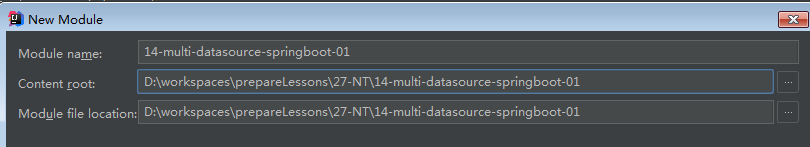 New Module
Module name: 14-multi-datasource-springboot-01
Content root: D:\workspaces\prepareLessons\27-NT\14-multi-datasource-springboot-01 ...
Module file location: D:\workspaces\prepareLessons\27-NT\14-multi-datasource-springboot-01 ...